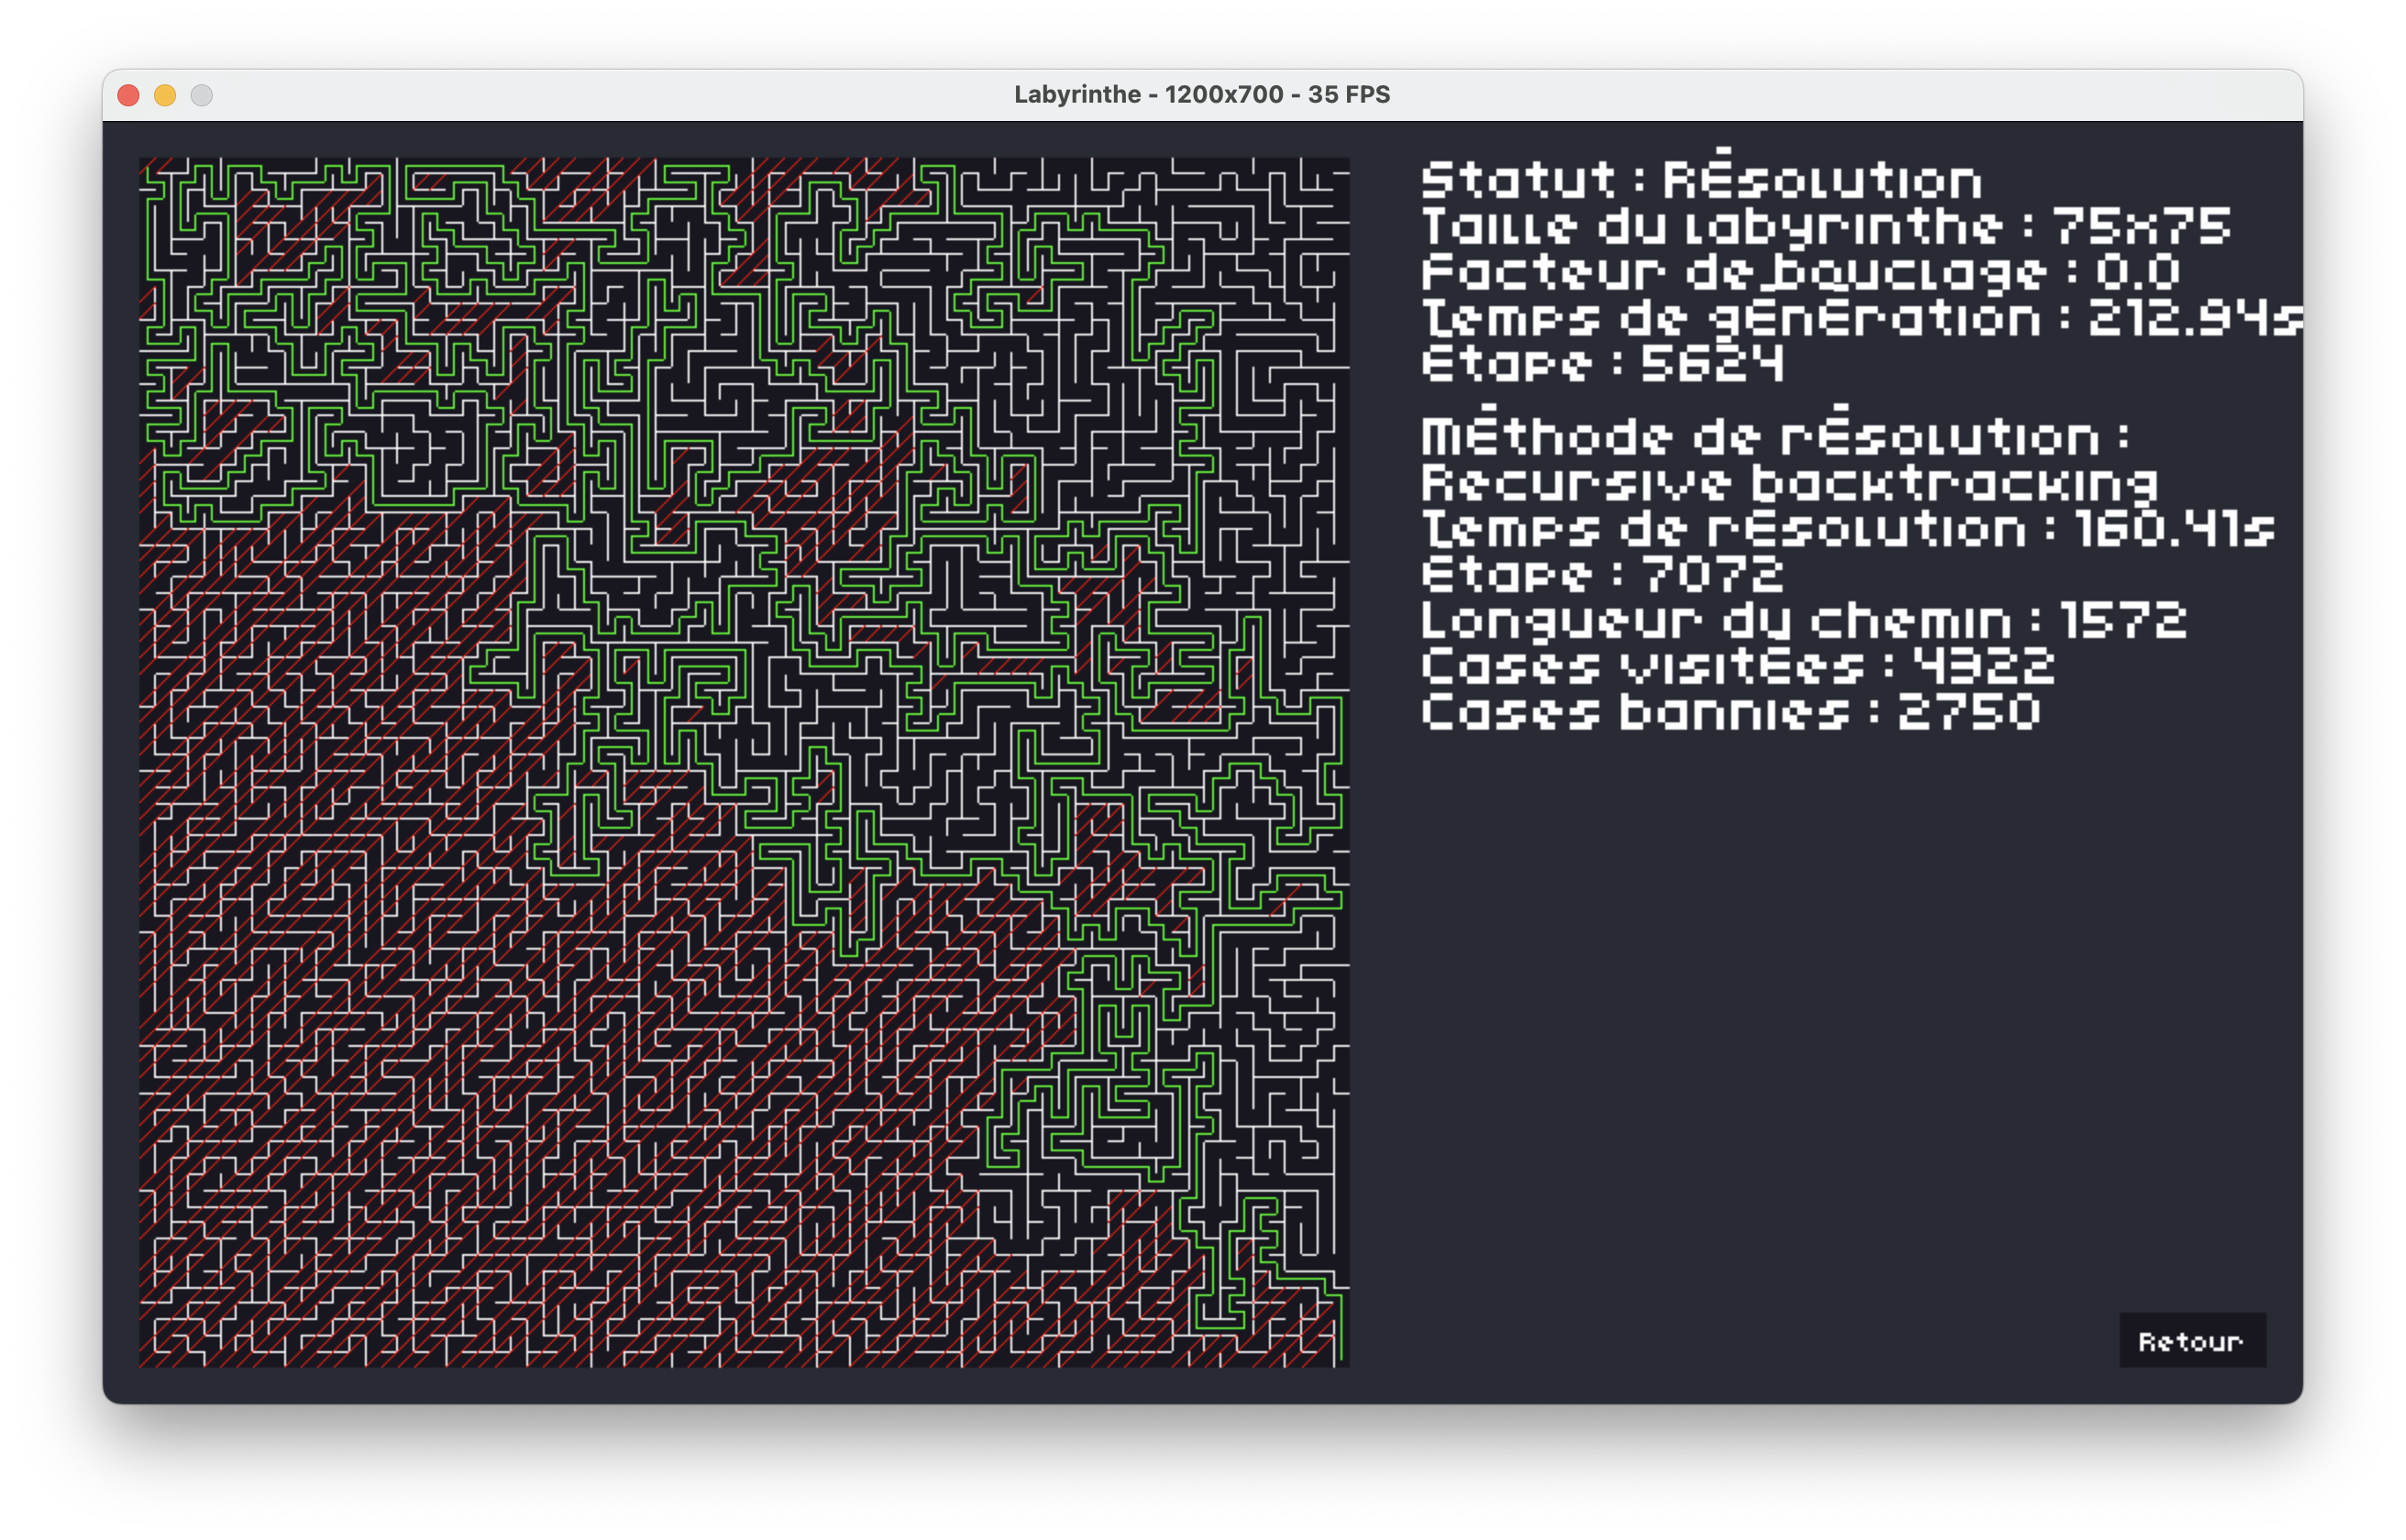 Labyrinthe - 1200x700 - 35 FPS
Statut : Résolution
Taille du labyrinthe : 75x75
Facteur de bouclage : 0.0
Temps de génération : 212.94s
Étape : 5624
Méthode de résolution :
Recursive backtracking
Temps de résolution : 160.41s
Étape : 7072
Longueur du chemin : 1572
Cases visitées : 4322
Cases bannies : 2750
Retour